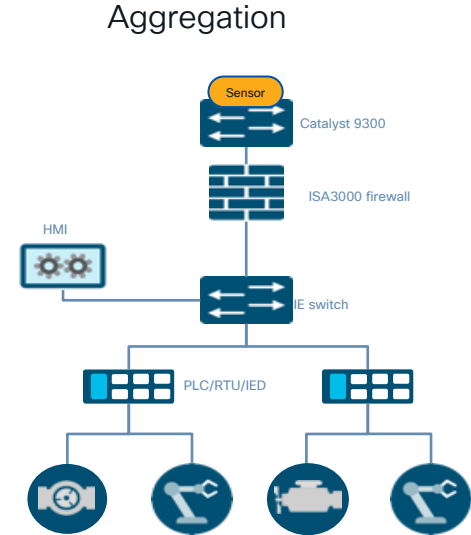 Aggregation
Sensor
Catalyst 9300
ISA3000 firewall
HMI
IE switch
PLC/RTU/IED